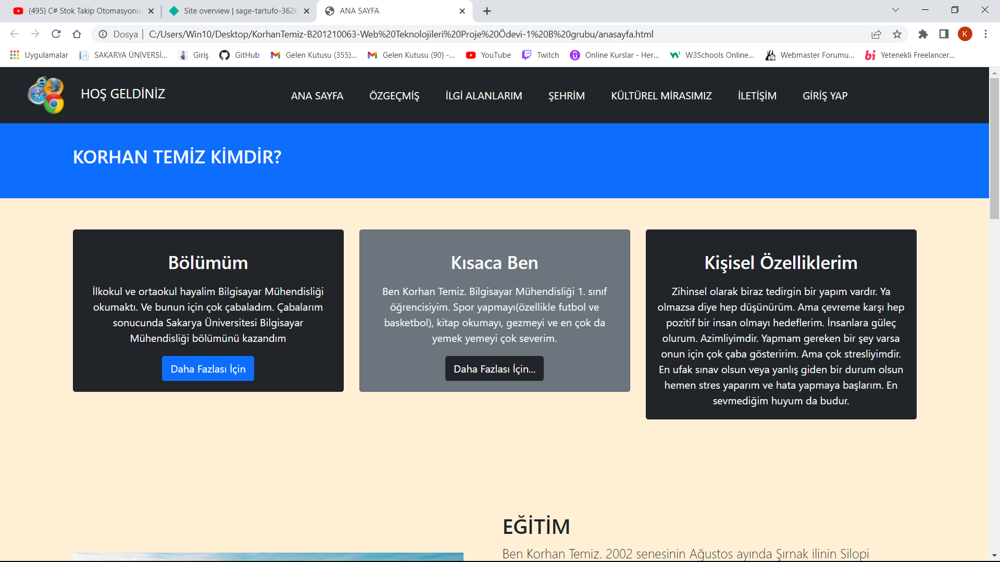 (495) C# Stok Takip Otomasyonu
Site overview | sage-tartufo-3626
ANA SAYFA
Dosya
C:/Users/Win10/Desktop/KorhanTemiz-B201210063-Web%20Teknolojileri%20Proje%20Ödevi-1%20B%20grubu/anasayfa.html
K
Uygulamalar
SAKARYA ÜNİVERSİ...
Giriş
GitHub
Gelen Kutusu (355)...
Gelen Kutusu (90) -...
YouTube
Twitch
Online Kurslar - Her...
W3Schools Online...
Webmaster Forumu...
Yetenekli Freelancer...
HOŞ GELDİNİZ
ANA SAYFA
ÖZGEÇMİŞ
İLGİ ALANLARIM
ŞEHRİM
KÜLTÜREL MİRASIMIZ
İLETİŞİM
GİRİŞ YAP
KORHAN TEMİZ KİMDİR?
Bölümüm
İlkokul ve ortaokul hayalim Bilgisayar Mühendisliği
okumaktı. Ve bunun için çok çabaladım. Çabalarım
sonucunda Sakarya Üniversitesi Bilgisayar
Mühendisliği bölümünü kazandım
Daha Fazlası İçin
Kısaca Ben
Ben Korhan Temiz. Bilgisayar Mühendisliği 1. sınıf
öğrencisiyim. Spor yapmayı(özellikle futbol ve
basketbol), kitap okumayı, gezmeyi ve en çok da
yemek yemeyi çok severim.
Daha Fazlası İçin...
Kişisel Özelliklerim
Zihinsel olarak biraz tedirgin bir yapım vardır. Ya
olmazsa diye hep düşünürüm. Ama çevreme karşı hep
pozitif bir insan olmayı hedeflerim. İnsanlara güleç
olurum. Azimliyimdir. Yapmam gereken bir şey varsa
onun için çok çaba gösteririm. Ama çok stresliyimdir.
En ufak sınav olsun veya yanlış giden bir durum olsun
hemen stres yaparım ve hata yapmaya başlarım. En
sevmediğim huyum da budur.
EĞİTİM
Ben Korhan Temiz. 2002 senesinin Ağustos ayında Şırnak ilinin Silopi